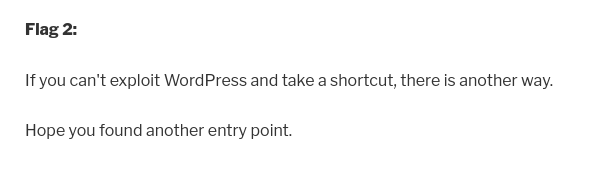 Flag 2:
If you can't exploit WordPress and take a shortcut, there is another way.
Hope you found another entry point.